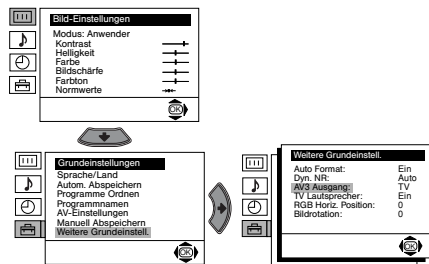 Bild-Einstellungen
Modus: Anwender
Kontrast
Helligkeit
Farbe
Bildschärfe
Farbton
Normwerte
OK
Grundeinstellungen
Sprache/Land
Autom. Abspeichern
Programme Ordnen
Programmnamen
AV-Einstellungen
Manuell Abspeichern
Weitere Grundeinstell.
OK
Weitere Grundeinstell.
Auto Format: Ein
Dyn. NR: Auto
AV3 Ausgang: TV
TV Lautsprecher: Ein
RGB Horiz. Position: 0
Bildrotation: 0
OK